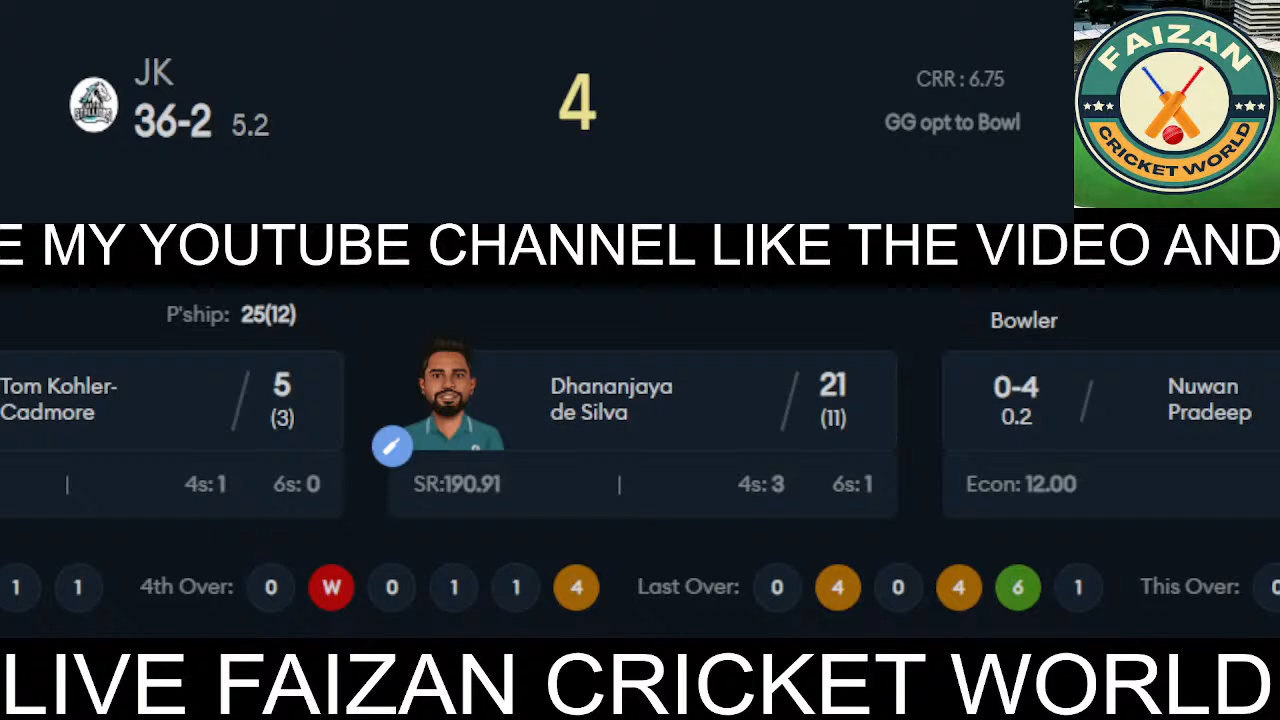 JK
36-2 5.2
4
CRR : 6.75
GG opt to Bowl
FAIZAN
CRICKET WORLD
E MY YOUTUBE CHANNEL LIKE THE VIDEO AND
P'ship: 25(12)
Bowler
Tom Kohler-
Cadmore
5
(3)
Dhananjaya
de Silva
21
(11)
0-4
0.2
Nuwan
Pradeep
| 4s: 1 6s: 0
SR:190.91 | 4s: 3 6s: 1
Econ: 12.00
1 1 4th Over: 0 W 0 1 1 4 Last Over: 0 4 0 4 6 1 This Over: 0
LIVE FAIZAN CRICKET WORLD